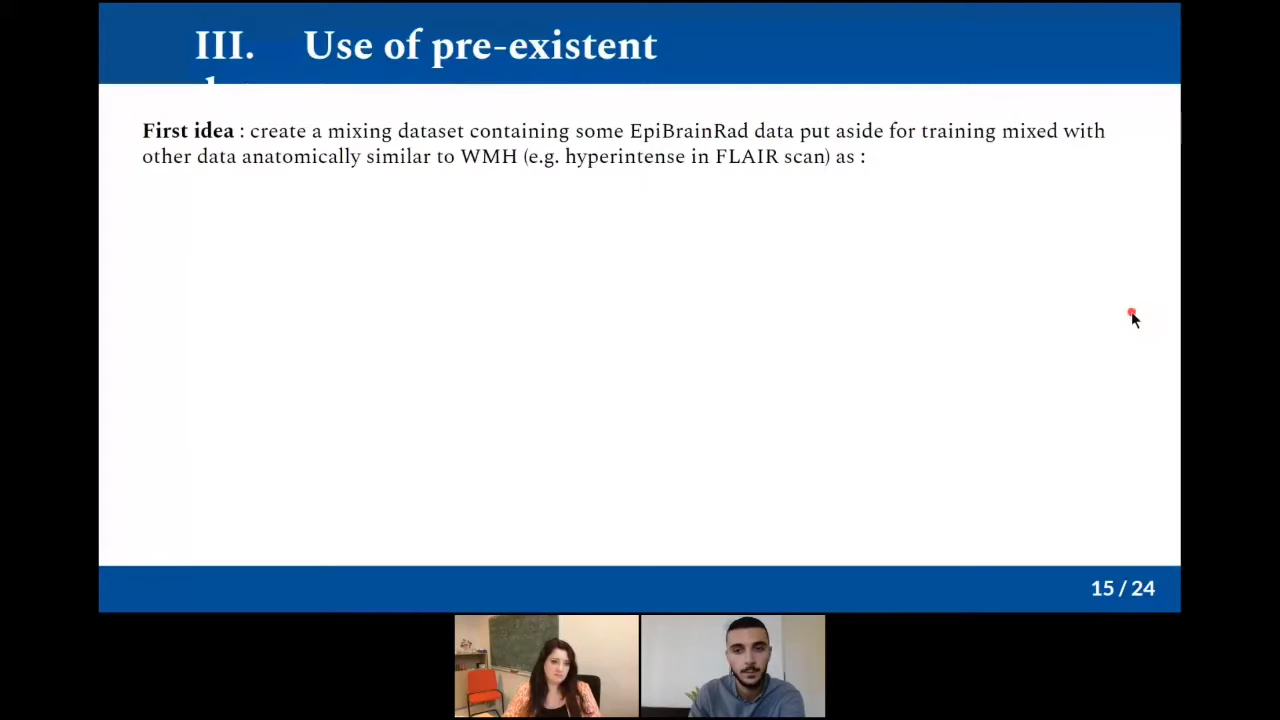 III. Use of pre-existent
First idea : create a mixing dataset containing some EpiBrainRad data put aside for training mixed with
other data anatomically similar to WMH (e.g. hyperintense in FLAIR scan) as :
15 / 24